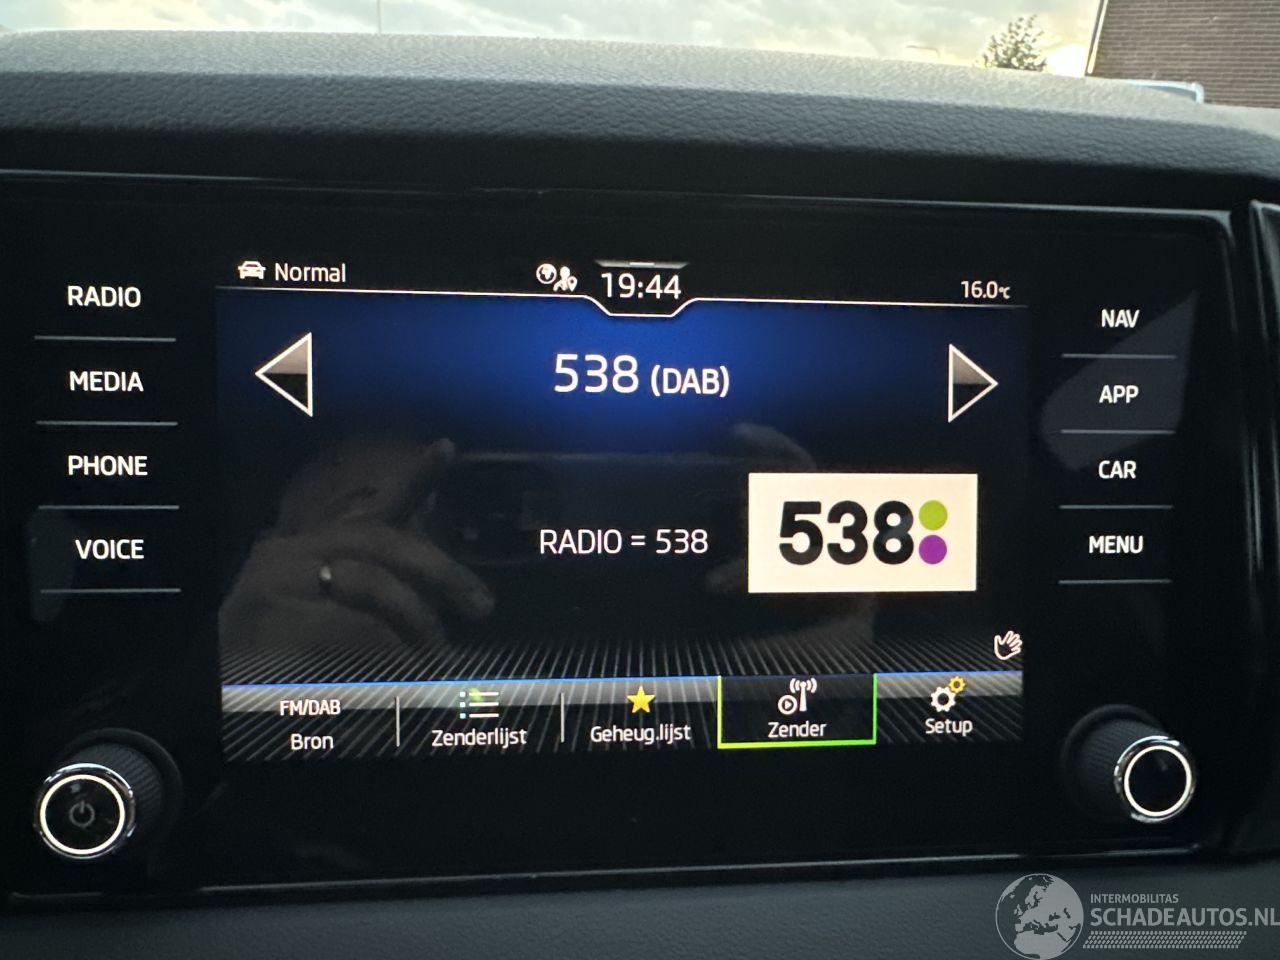 Normal
19:44
16.0°C
RADIO
MEDIA
PHONE
VOICE
538 (DAB)
RADIO = 538
538
NAV
APP
CAR
MENU
FM/DAB
Bron
Zenderlijst
Geheug.lijst
Zender
Setup
INTERMOBILITAS
SCHADEAUTOS.NL